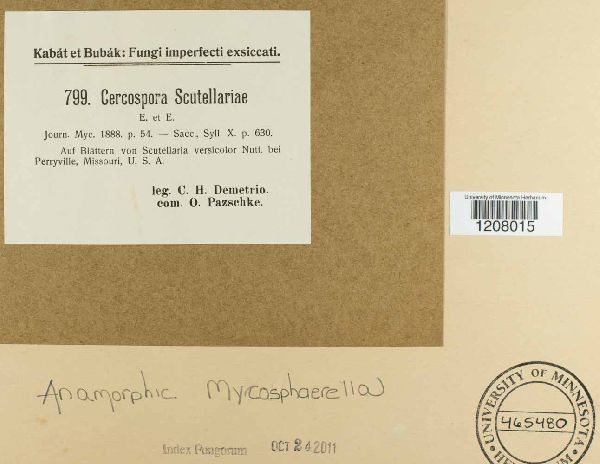 Kabát et Bubák: Fungi imperfecti exsiccati.
799. Cercospora Scutellariae
E. et E.
Journ. Myc. 1888. p. 54. — Sacc., Syll X. p. 630.
Auf Blättern von Scutellaria versicolor Nutt. bei
Perryville, Missouri, U. S. A.
leg. C. H. Demetrio.
com. O. Pazschke.
University of Minnesota Herbarium
1208015
Anamorphic Myrcosphaerella
Index Fungorum OCT 24 2011
UNIVERSITY OF MINNESOTA
465480